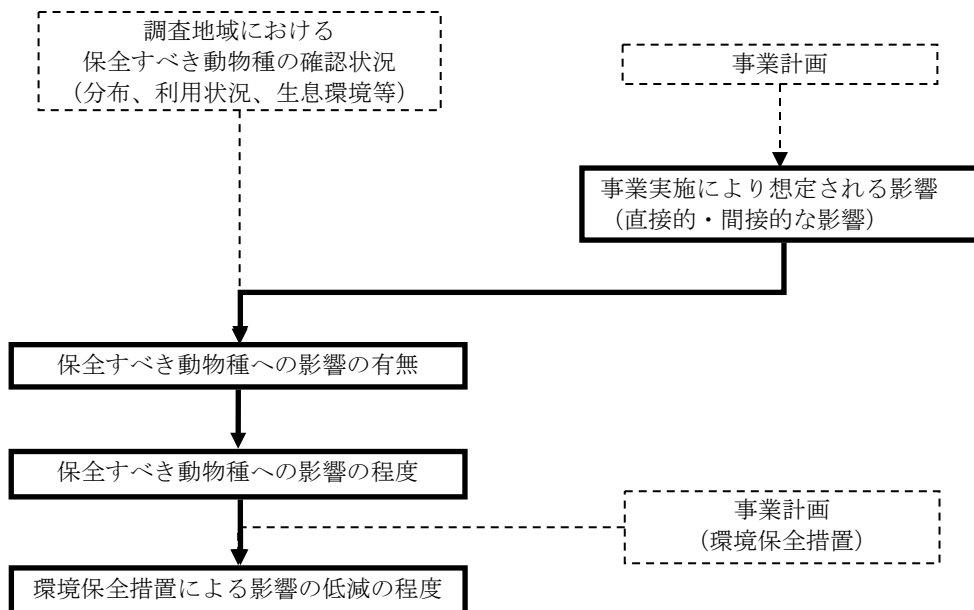 調査地域における
保全すべき動物種の確認状況
（分布、利用状況、生息環境等）
事業計画
事業実施により想定される影響
（直接的・間接的な影響）
保全すべき動物種への影響の有無
保全すべき動物種への影響の程度
事業計画
（環境保全措置）
環境保全措置による影響の低減の程度